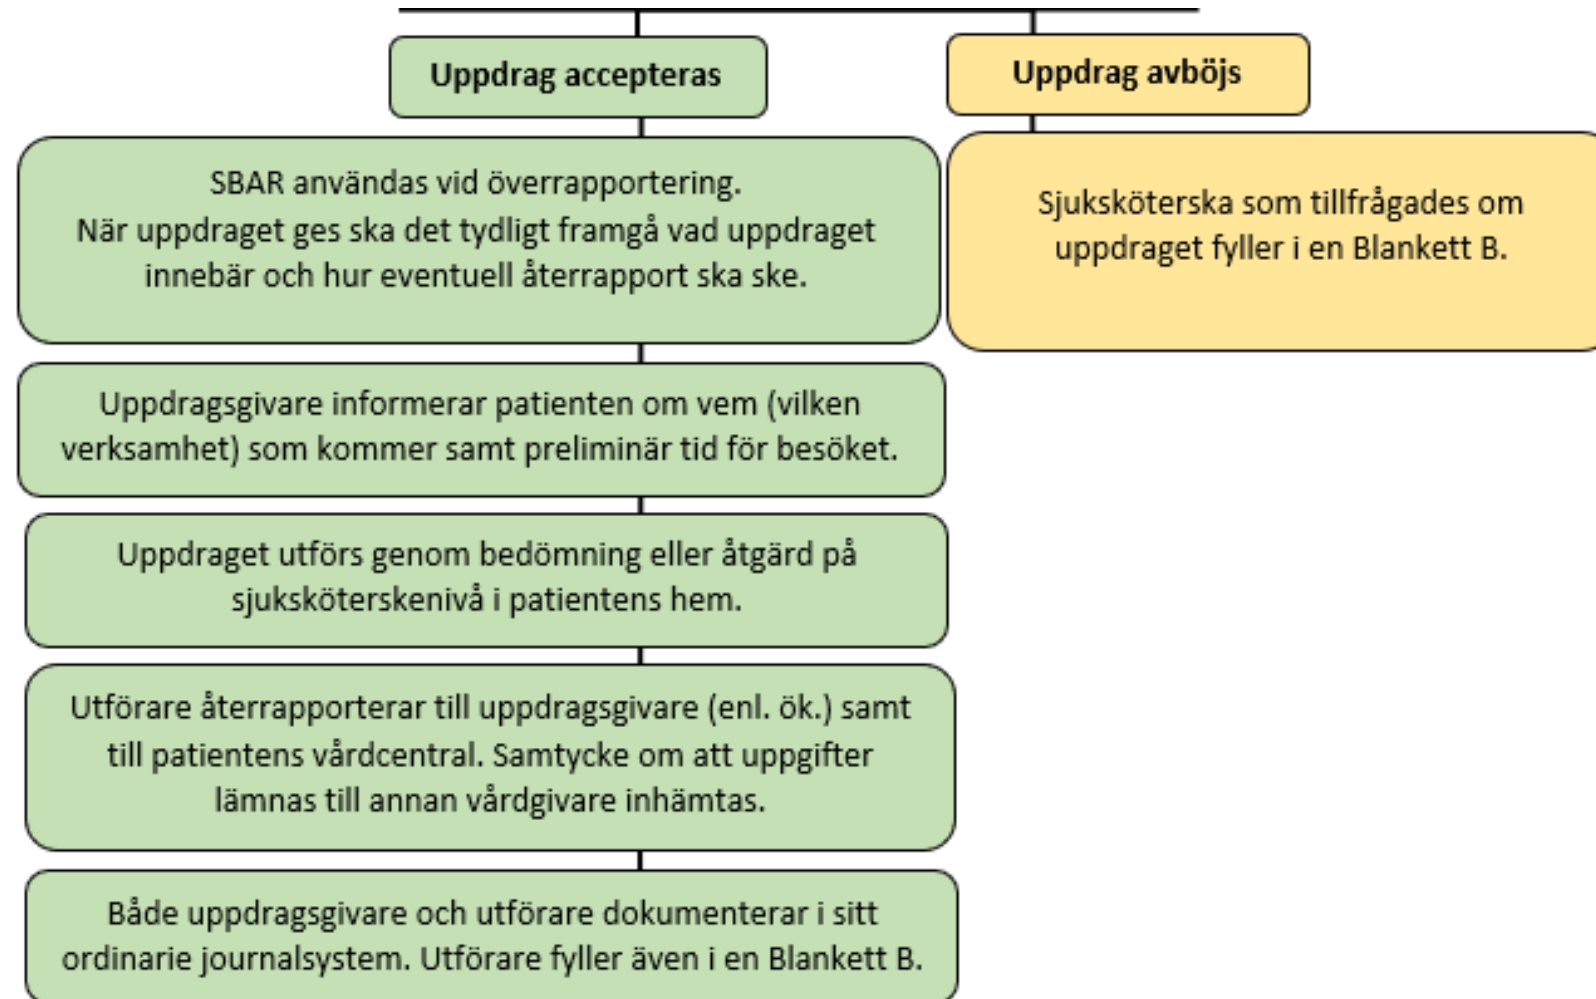 Uppdrag accepteras
SBAR användas vid överrapportering.
När uppdraget ges ska det tydligt framgå vad uppdraget
innebär och hur eventuell återrapport ska ske.
Uppdragsgivare informerar patienten om vem (vilken
verksamhet) som kommer samt preliminär tid för besöket.
Uppdraget utförs genom bedömning eller åtgärd på
sjuksköterskenivå i patientens hem.
Utförare återrapporterar till uppdragsgivare (enl. ök.) samt
till patientens vårdcentral. Samtycke om att uppgifter
lämnas till annan vårdgivare inhämtas.
Både uppdragsgivare och utförare dokumenterar i sitt
ordinarie journalsystem. Utförare fyller även i en Blankett B.
Uppdrag avböjs
Sjuksköterska som tillfrågades om
uppdraget fyller i en Blankett B.